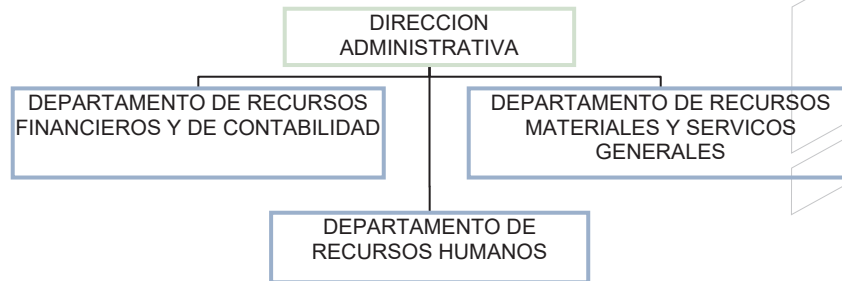 DIRECCION
ADMINISTRATIVA
DEPARTAMENTO DE RECURSOS
FINANCIEROS Y DE CONTABILIDAD
DEPARTAMENTO DE RECURSOS
MATERIALES Y SERVICOS
GENERALES
DEPARTAMENTO DE
RECURSOS HUMANOS